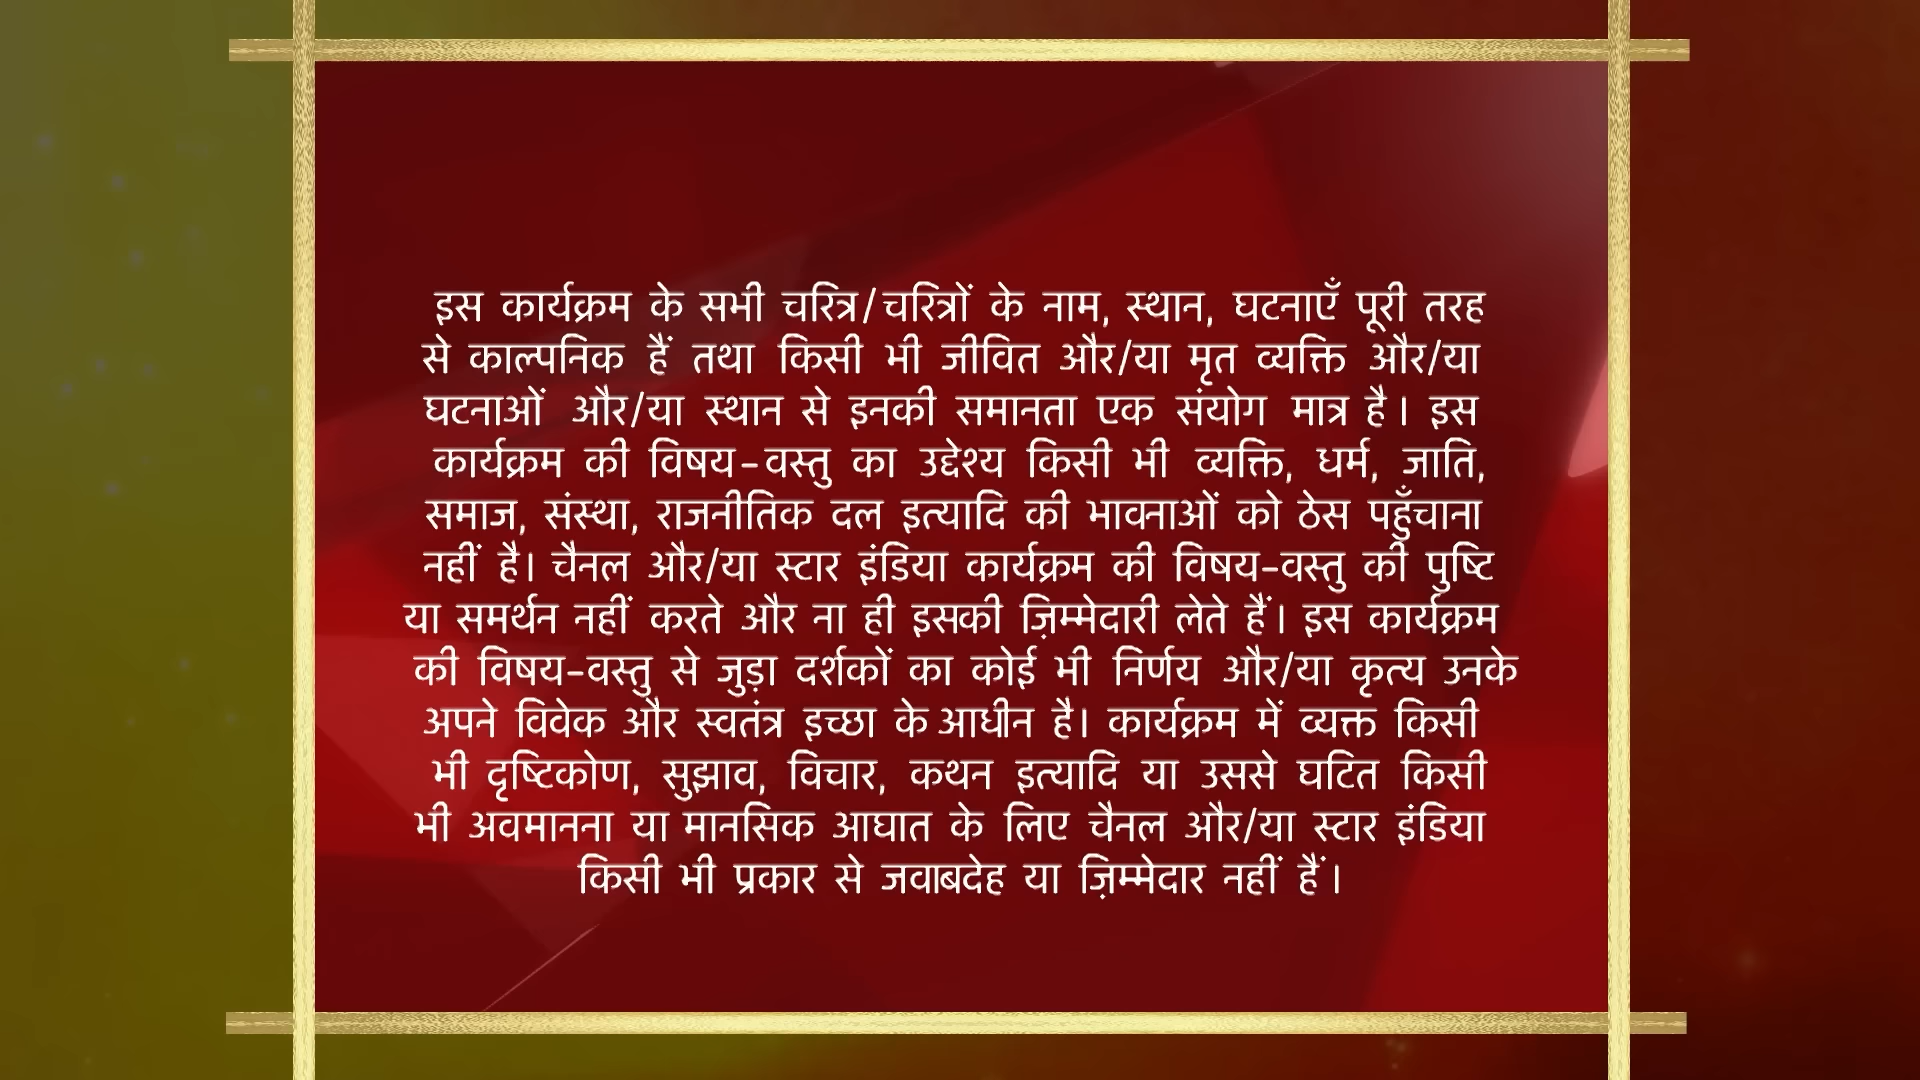 इस कार्यक्रम के सभी चरित्र/चरित्रों के नाम, स्थान, घटनाएँ पूरी तरह
से काल्पनिक हैं तथा किसी भी जीवित और/या मृत व्यक्ति और/या
घटनाओं और/या स्थान से इनकी समानता एक संयोग मात्र है। इस
कार्यक्रम की विषय-वस्तु का उद्देश्य किसी भी व्यक्ति, धर्म, जाति,
समाज, संस्था, राजनीतिक दल इत्यादि की भावनाओं को ठेस पहुँचाना
नहीं है। चैनल और/या स्टार इंडिया कार्यक्रम की विषय-वस्तु की पुष्टि
या समर्थन नहीं करते और ना ही इसकी ज़िम्मेदारी लेते हैं। इस कार्यक्रम
की विषय-वस्तु से जुड़ा दर्शकों का कोई भी निर्णय और/या कृत्य उनके
अपने विवेक और स्वतंत्र इच्छा के आधीन है। कार्यक्रम में व्यक्त किसी
भी दृष्टिकोण, सुझाव, विचार, कथन इत्यादि या उससे घटित किसी
भी अवमानना या मानसिक आघात के लिए चैनल और/या स्टार इंडिया
किसी भी प्रकार से जवाबदेह या ज़िम्मेदार नहीं हैं।